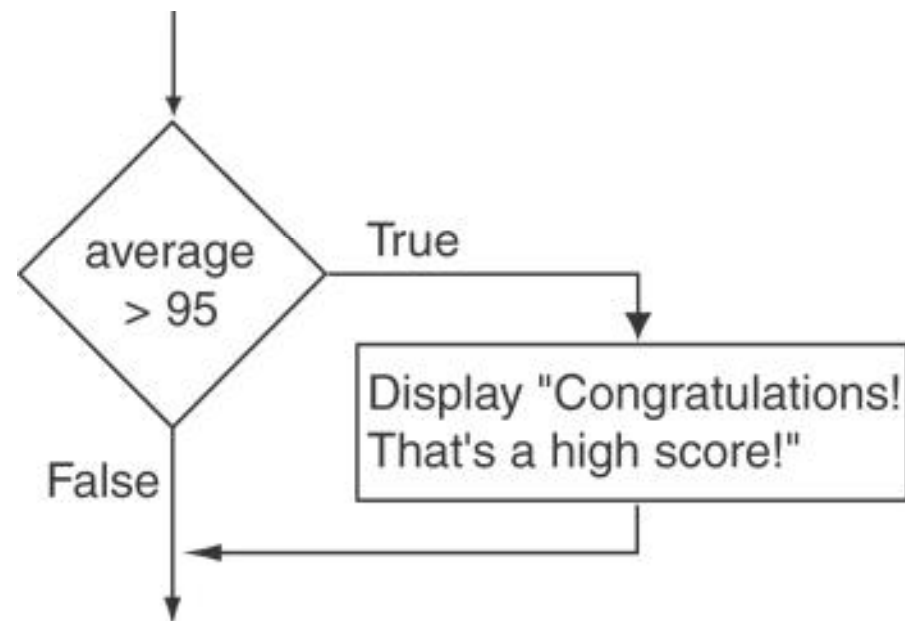 average
> 95
True
Display "Congratulations!
That's a high score!"
False